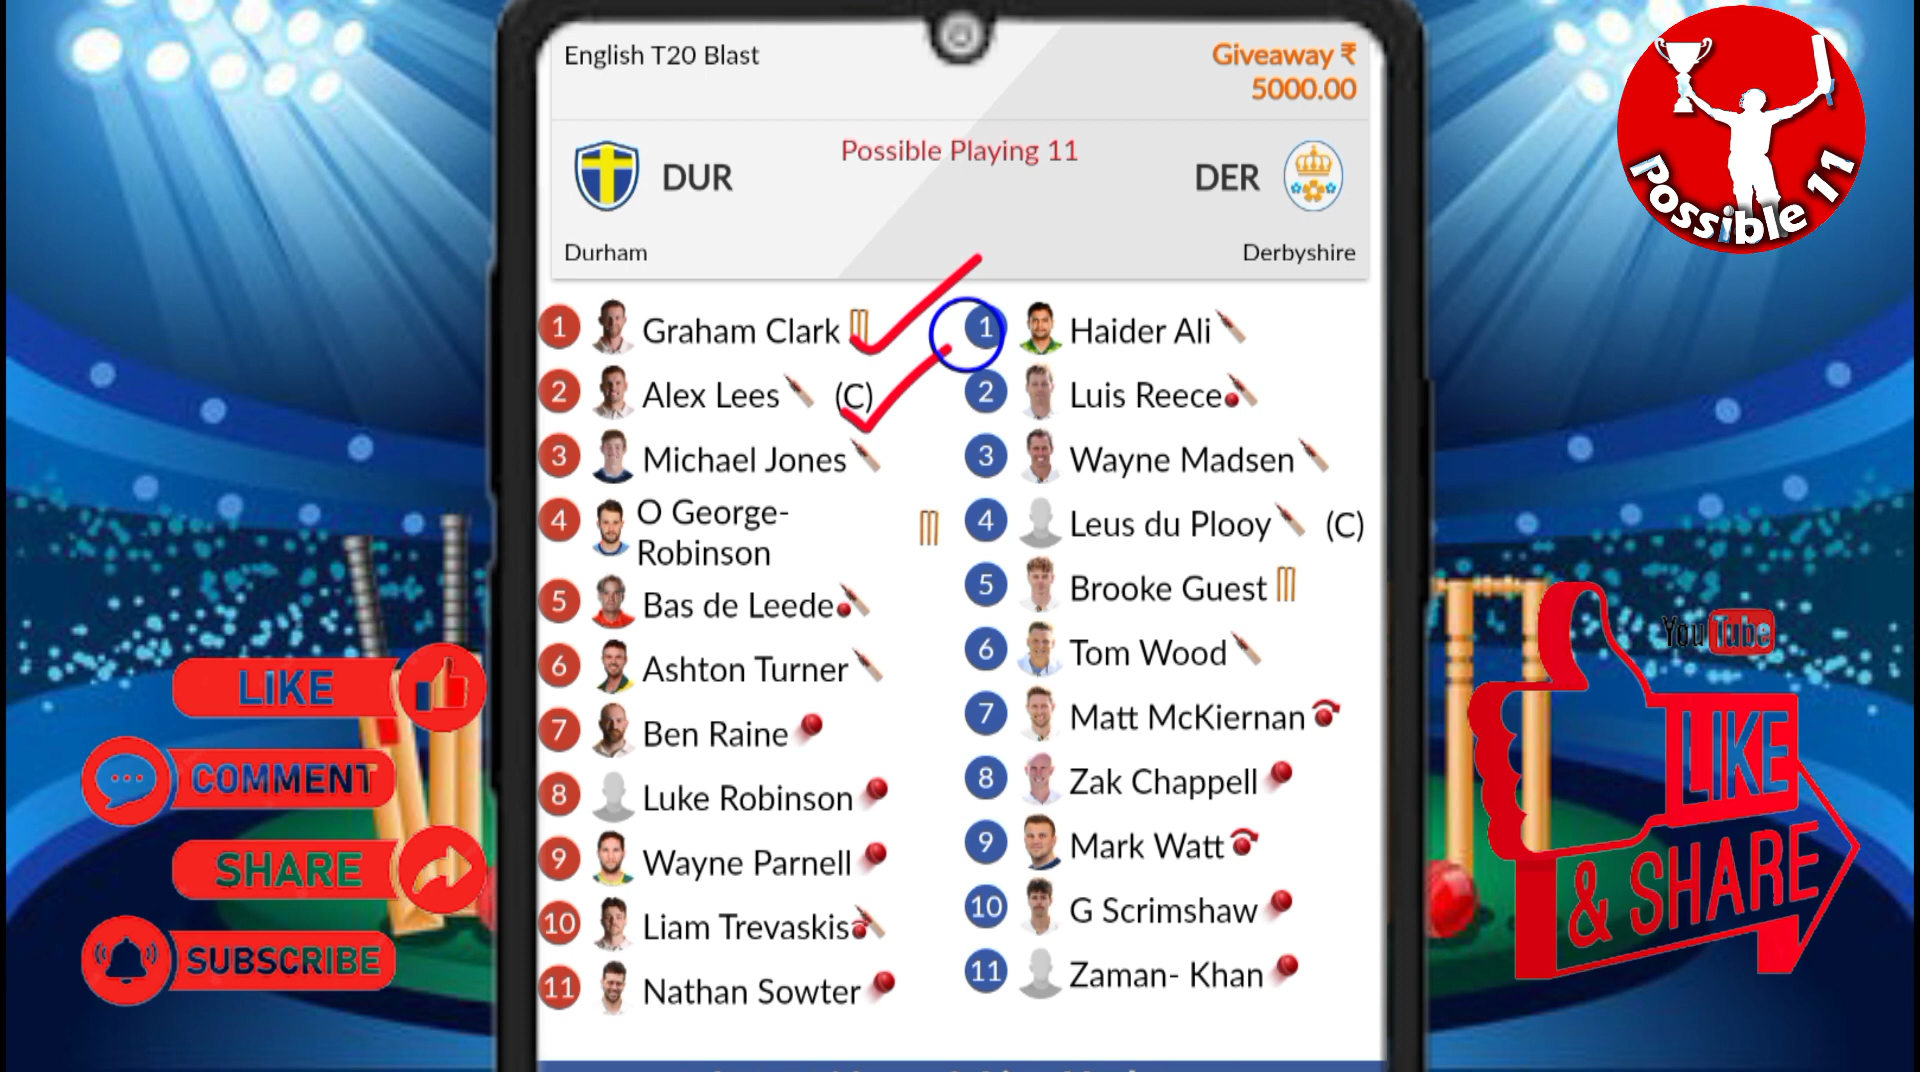 English T20 Blast
Giveaway ₹
5000.00
Possible Playing 11
DUR
DER
Durham
Derbyshire
1 Graham Clark
2 Alex Lees (C)
3 Michael Jones
4 O George-
Robinson
5 Bas de Leede
6 Ashton Turner
7 Ben Raine
8 Luke Robinson
9 Wayne Parnell
10 Liam Trevaskis
11 Nathan Sowter
1 Haider Ali
2 Luis Reece
3 Wayne Madsen
4 Leus du Plooy (C)
5 Brooke Guest
6 Tom Wood
7 Matt McKiernan
8 Zak Chappell
9 Mark Watt
10 G Scrimshaw
11 Zaman- Khan
LIKE
COMMENT
SHARE
SUBSCRIBE
Possible 11
YouTube
LIKE
& SHARE